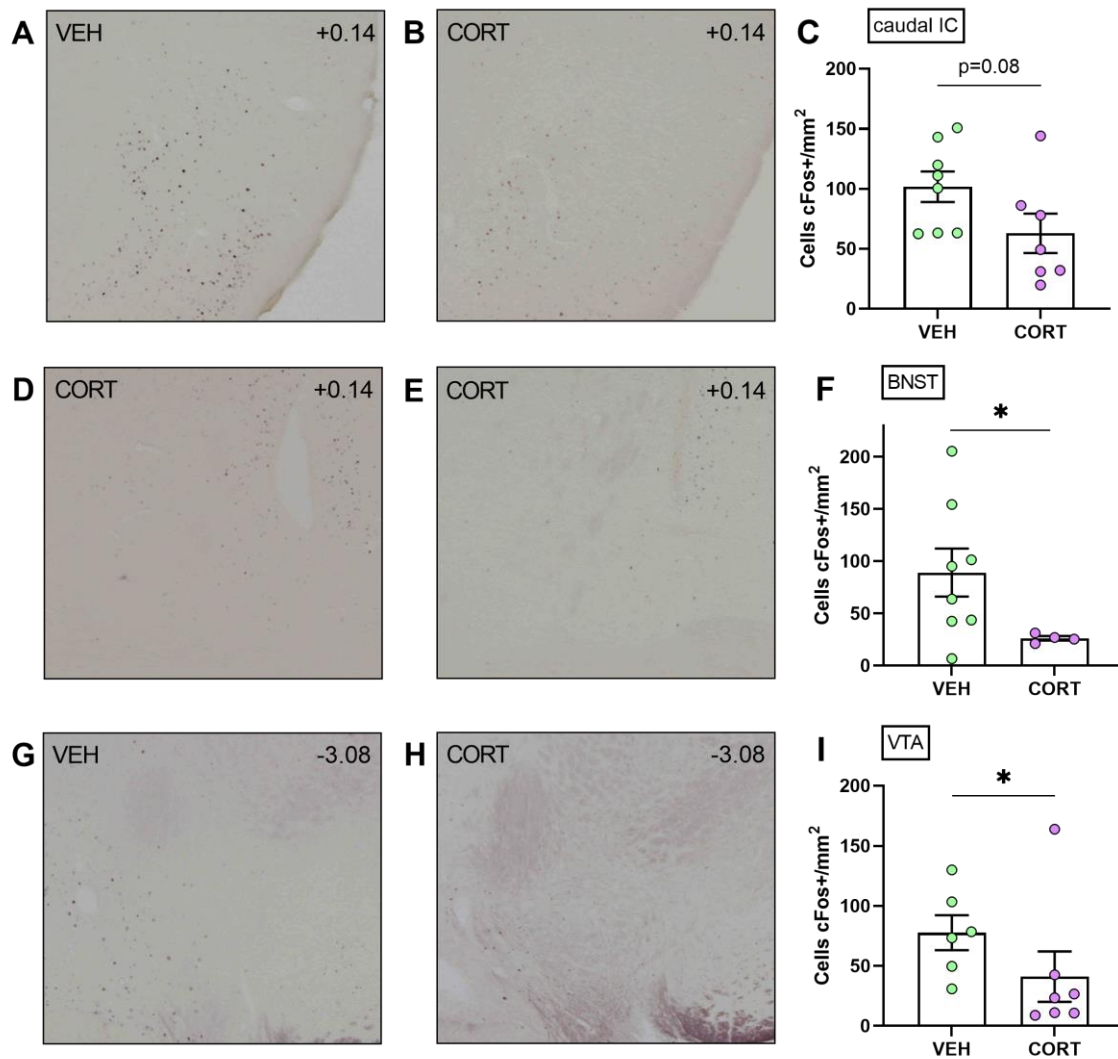 A VEH +0.14
B CORT +0.14
C caudal IC
p=0.08
Cells cFos+/mm²
200
150
100
50
0
VEH CORT
D CORT +0.14
E CORT +0.14
F BNST
*
Cells cFos+/mm²
200
150
100
50
0
VEH CORT
G VEH -3.08
H CORT -3.08
I VTA
*
Cells cFos+/mm²
200
150
100
50
0
VEH CORT